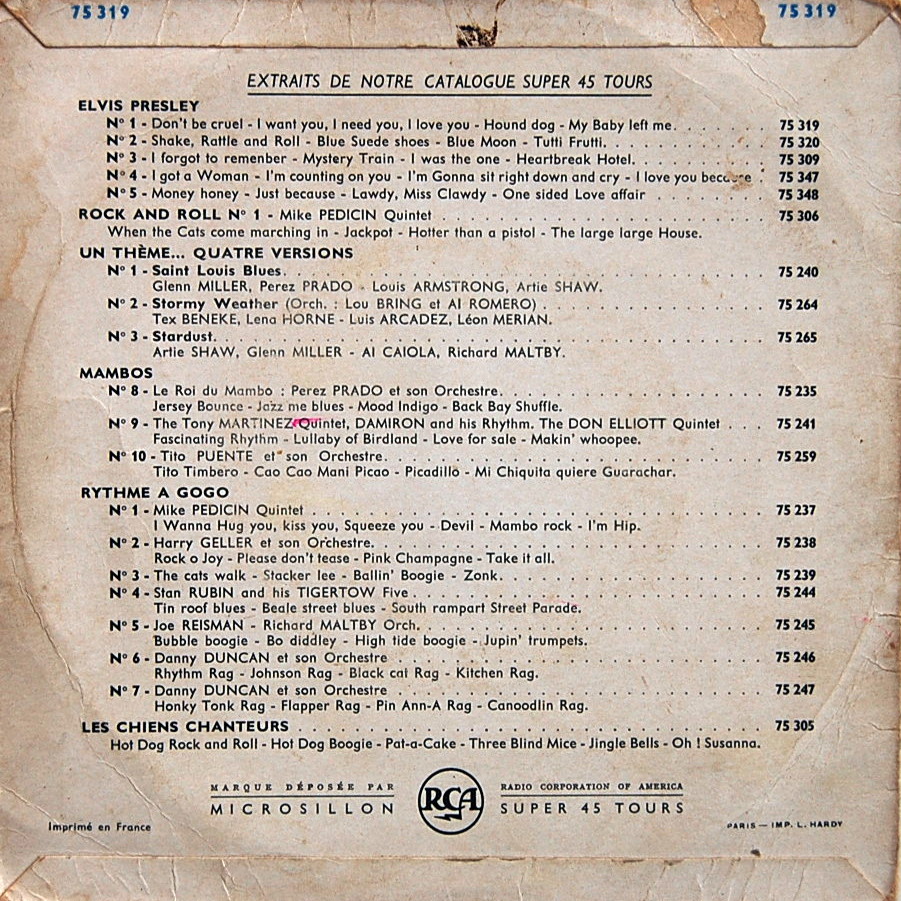 75 319 75 319
EXTRAITS DE NOTRE CATALOGUE SUPER 45 TOURS
ELVIS PRESLEY
N° 1 - Don't be cruel - I want you, I need you, I love you - Hound dog - My Baby left me. . . . . . . . 75 319
N° 2 - Shake, Rattle and Roll - Blue Suede shoes - Blue Moon - Tutti Frutti. . . . . . . . . . . . . 75 320
N° 3 - I forgot to remenber - Mystery Train - I was the one - Heartbreak Hotel. . . . . . . . . . . 75 309
N° 4 - I got a Woman - I'm counting on you - I'm Gonna sit right down and cry - I love you because . 75 347
N° 5 - Money honey - Just because - Lawdy, Miss Clawdy - One sided Love affair . . . . . . . . . . 75 348
ROCK AND ROLL N° 1 - Mike PEDICIN Quintet . . . . . . . . . . . . . . . . . . . . . . . . 75 306
When the Cats come marching in - Jackpot - Hotter than a pistol - The large large House.
UN THÈME... QUATRE VERSIONS
N° 1 - Saint Louis Blues. . . . . . . . . . . . . . . . . . . . . . . . . . . . . . . . . . . 75 240
Glenn MILLER, Perez PRADO - Louis ARMSTRONG, Artie SHAW.
N° 2 - Stormy Weather (Orch. : Lou BRING et Al ROMERO) . . . . . . . . . . . . . . . . . 75 264
Tex BENEKE, Lena HORNE - Luis ARCADEZ, Léon MERIAN.
N° 3 - Stardust. . . . . . . . . . . . . . . . . . . . . . . . . . . . . . . . . . . . . . . . 75 265
Artie SHAW, Glenn MILLER - Al CAIOLA, Richard MALTBY.
MAMBOS
N° 8 - Le Roi du Mambo : Perez PRADO et son Orchestre. . . . . . . . . . . . . . . . . . . . 75 235
Jersey Bounce - Jazz me blues - Mood Indigo - Back Bay Shuffle.
N° 9 - The Tony MARTINEZ Quintet, DAMIRON and his Rhythm. The DON ELLIOTT Quintet . . . 75 241
Fascinating Rhythm - Lullaby of Birdland - Love for sale - Makin' whoopee.
N° 10 - Tito PUENTE et son Orchestre. . . . . . . . . . . . . . . . . . . . . . . . . . . . . 75 259
Tito Timbero - Cao Cao Mani Picao - Picadillo - Mi Chiquita quiere Guarachar.
RYTHME A GOGO
N° 1 - Mike PEDICIN Quintet . . . . . . . . . . . . . . . . . . . . . . . . . . . . . . . . . 75 237
I Wanna Hug you, kiss you, Squeeze you - Devil - Mambo rock - I'm Hip.
N° 2 - Harry GELLER et son Orchestre. . . . . . . . . . . . . . . . . . . . . . . . . . . . . 75 238
Rock o Joy - Please don't tease - Pink Champagne - Take it all.
N° 3 - The cats walk - Stacker lee - Ballin' Boogie - Zonk. . . . . . . . . . . . . . . . . . . 75 239
N° 4 - Stan RUBIN and his TIGERTOW Five . . . . . . . . . . . . . . . . . . . . . . . . . . . 75 244
Tin roof blues - Beale street blues - South rampart Street Parade.
N° 5 - Joe REISMAN - Richard MALTBY Orch. . . . . . . . . . . . . . . . . . . . . . . . . . . 75 245
Bubble boogie - Bo diddley - High tide boogie - Jupin' trumpets.
N° 6 - Danny DUNCAN et son Orchestre . . . . . . . . . . . . . . . . . . . . . . . . . . . . 75 246
Rhythm Rag - Johnson Rag - Black cat Rag - Kitchen Rag.
N° 7 - Danny DUNCAN et son Orchestre . . . . . . . . . . . . . . . . . . . . . . . . . . . . 75 247
Honky Tonk Rag - Flapper Rag - Pin Ann-A Rag - Canoodlin Rag.
LES CHIENS CHANTEURS . . . . . . . . . . . . . . . . . . . . . . . . . . . . . . . . . . . 75 305
Hot Dog Rock and Roll - Hot Dog Boogie - Pat-a-Cake - Three Blind Mice - Jingle Bells - Oh ! Susanna.
MARQUE DÉPOSÉE PAR RCA RADIO CORPORATION OF AMERICA
MICROSILLON SUPER 45 TOURS
Imprimé en France PARIS — IMP. L. HARDY